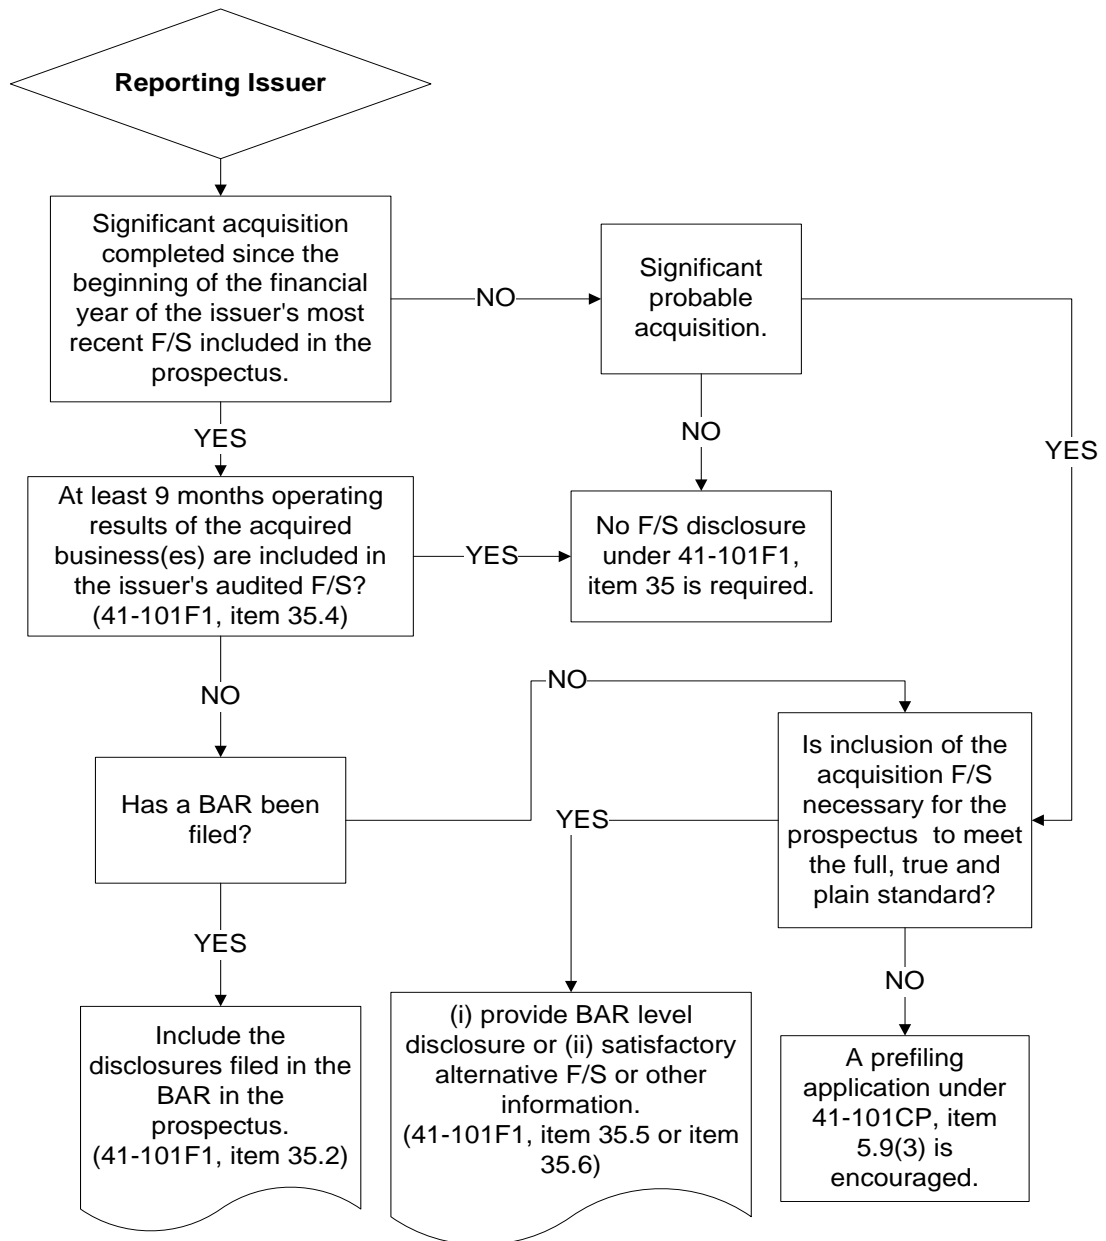 Reporting Issuer
Significant acquisition
completed since the
beginning of the financial
year of the issuer's most
recent F/S included in the
prospectus.
NO
Significant
probable
acquisition.
YES
NO
YES
At least 9 months operating
results of the acquired
business(es) are included in
the issuer's audited F/S?
(41-101F1, item 35.4)
YES
No F/S disclosure
under 41-101F1,
item 35 is required.
NO
NO
Has a BAR been
filed?
Is inclusion of the
acquisition F/S
necessary for the
prospectus to meet
the full, true and
plain standard?
YES
YES
NO
Include the
disclosures filed in the
BAR in the
prospectus.
(41-101F1, item 35.2)
(i) provide BAR level
disclosure or (ii) satisfactory
alternative F/S or other
information.
(41-101F1, item 35.5 or item
35.6)
A prefiling
application under
41-101CP, item
5.9(3) is
encouraged.